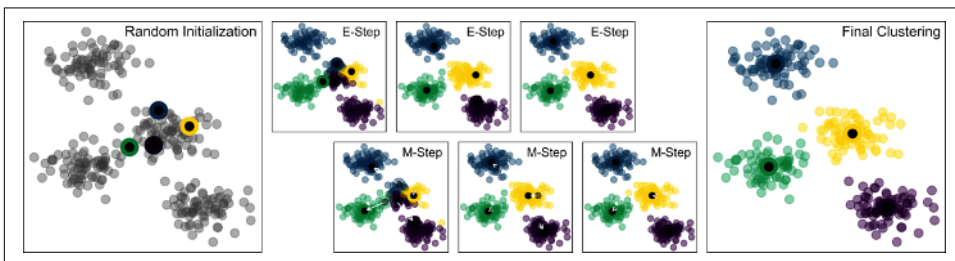 Random Initialization
E-Step
E-Step
E-Step
Final Clustering
M-Step
M-Step
M-Step